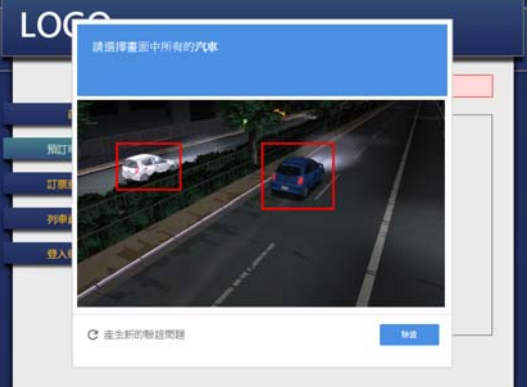 LOGO
請選擇畫面中所有的汽車
預訂
訂票
列車
登入
產生新的驗證問題
驗證